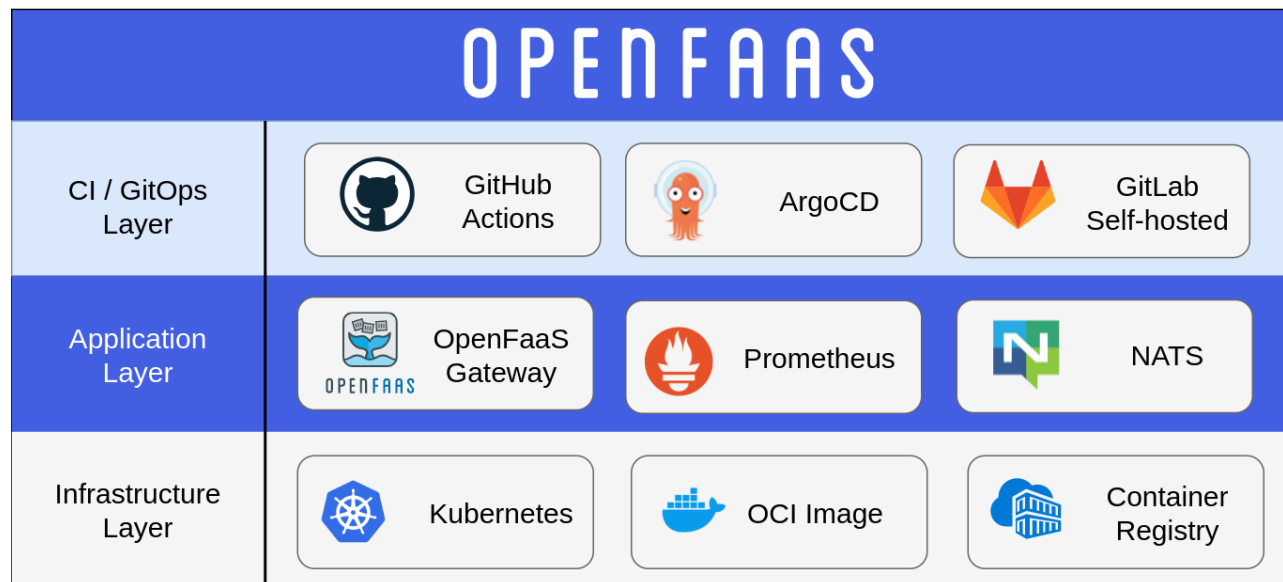 OPENFAAS
CI / GitOps
Layer
GitHub
Actions
ArgoCD
GitLab
Self-hosted
Application
Layer
OPENFAAS
OpenFaaS
Gateway
Prometheus
N
NATS
Infrastructure
Layer
Kubernetes
OCI Image
Container
Registry